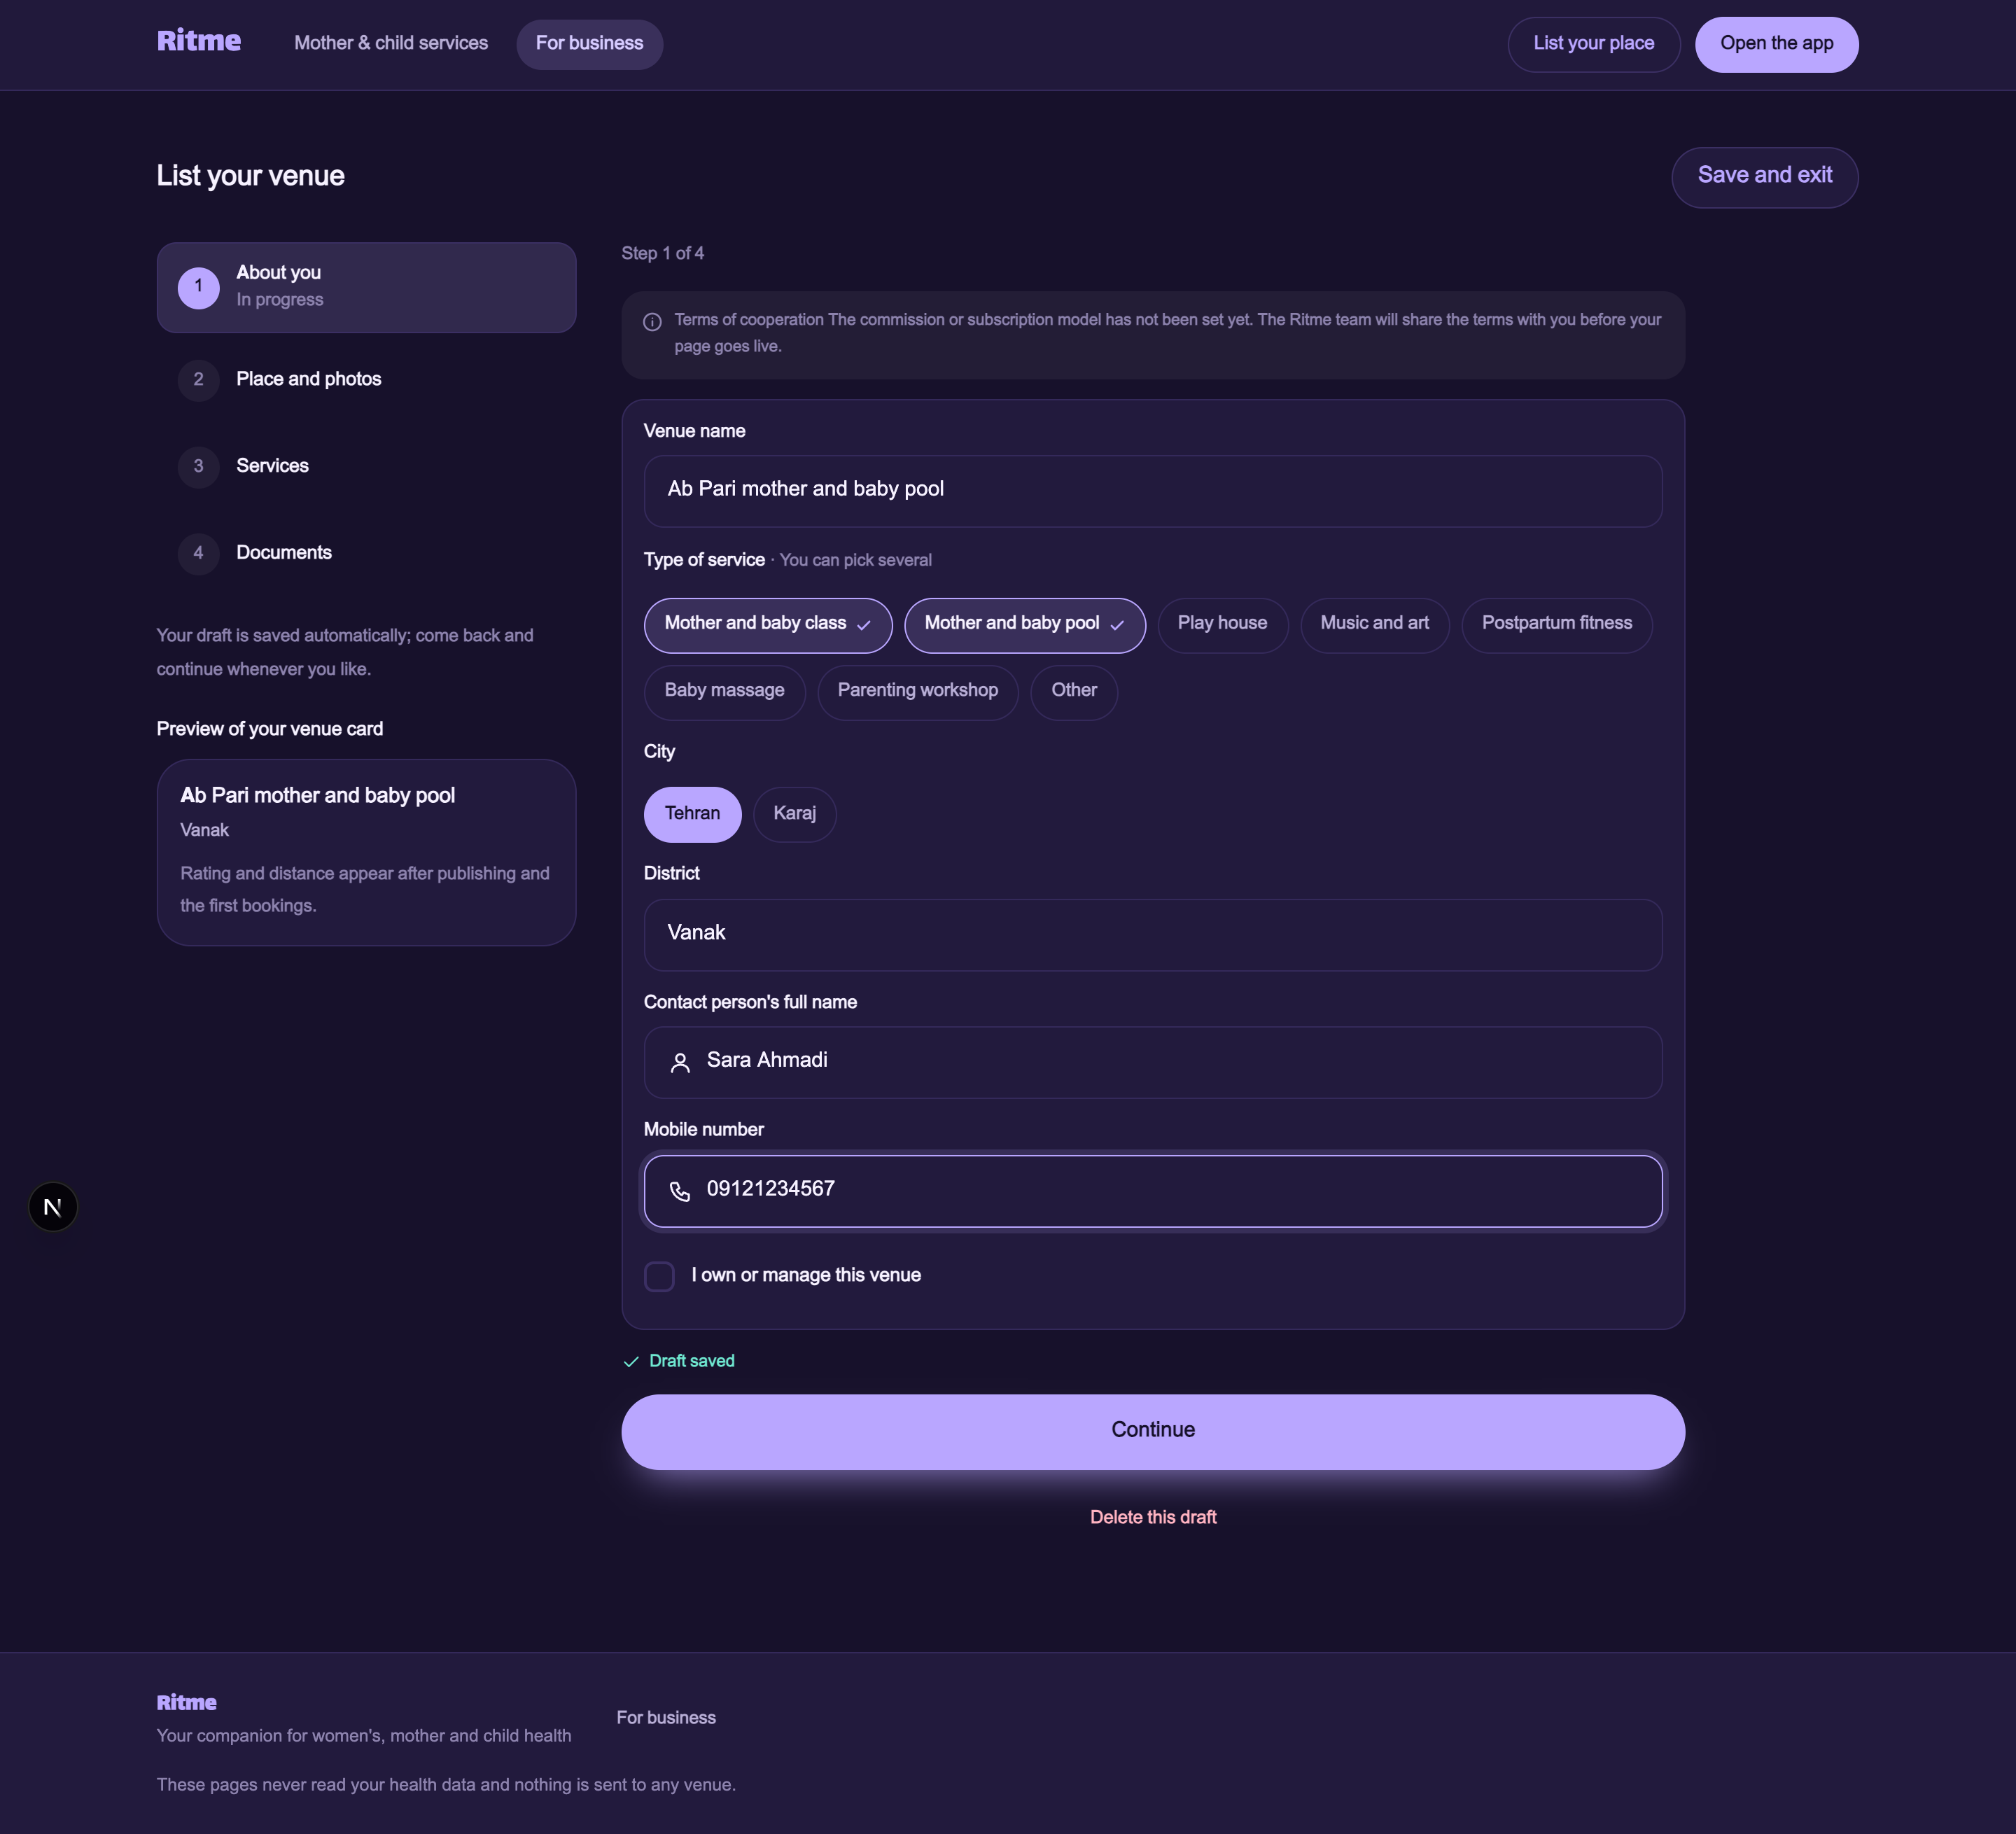 Ritme
Mother & child services
For business
List your place
Open the app
List your venue
Save and exit
1
About you
In progress
2
Place and photos
3
Services
4
Documents
Your draft is saved automatically; come back and
continue whenever you like.
Preview of your venue card
Ab Pari mother and baby pool
Vanak
Rating and distance appear after publishing and
the first bookings.
Step 1 of 4
Terms of cooperation The commission or subscription model has not been set yet. The Ritme team will share the terms with you before your
page goes live.
Venue name
Ab Pari mother and baby pool
Type of service · You can pick several
Mother and baby class
Mother and baby pool
Play house
Music and art
Postpartum fitness
Baby massage
Parenting workshop
Other
City
Tehran
Karaj
District
Vanak
Contact person's full name
Sara Ahmadi
Mobile number
09121234567
I own or manage this venue
Draft saved
Continue
Delete this draft
N
Ritme
Your companion for women's, mother and child health
For business
These pages never read your health data and nothing is sent to any venue.